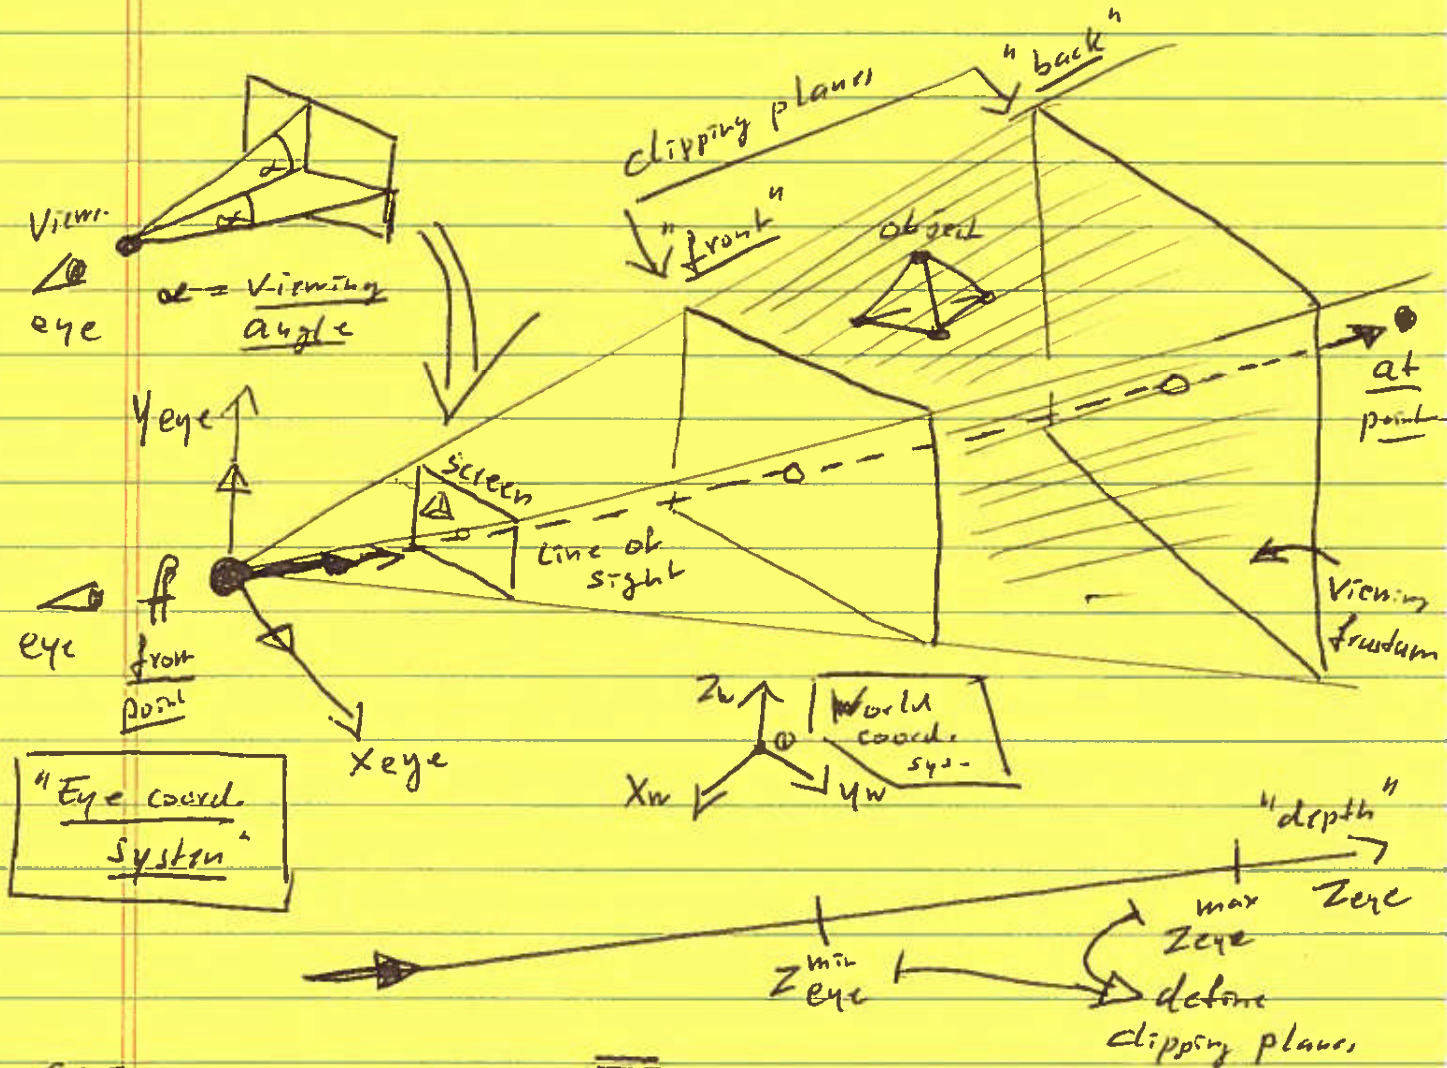 "back"
clipping planes
"front"
object
α
α
eye
α = Viewing
angle
Yeye
screen
Line of
sight
at
point
Viewing
frustum
eye
from
point
Xeye
Zw
World
coord.
sys.
Xw
Yw
"Eye coord.
system"
"depth"
Zeye
max
Zeye
min
Zeye
define
clipping planes